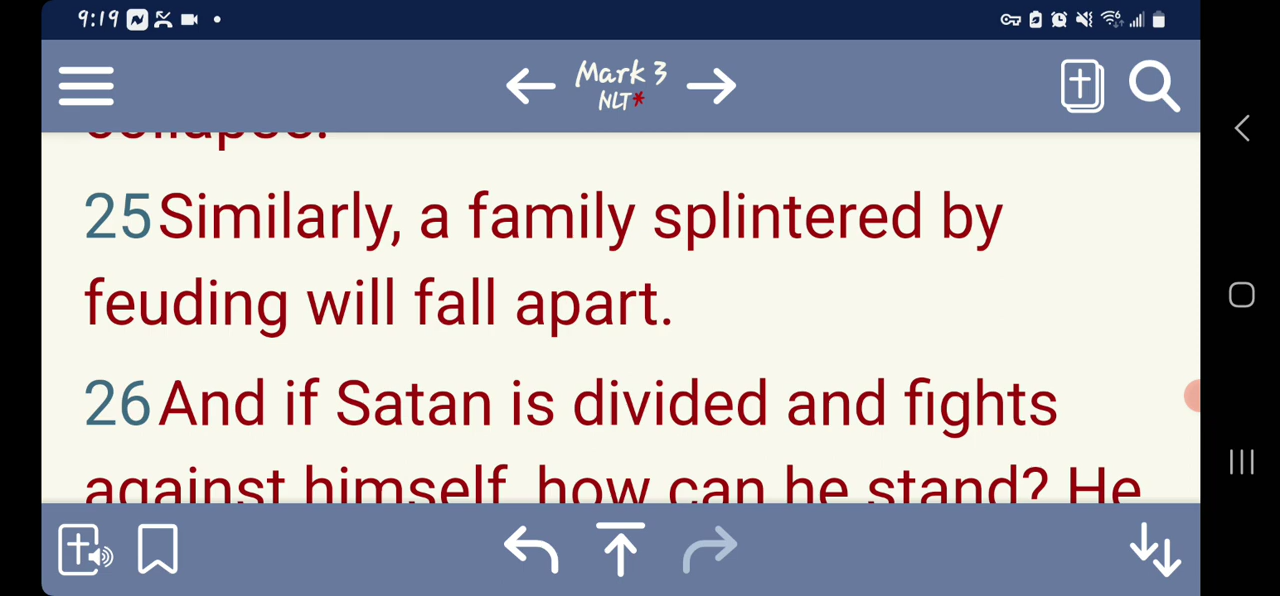 9:19
Mark 3
NLT*
collapse.
25 Similarly, a family splintered by
feuding will fall apart.
26 And if Satan is divided and fights
against himself, how can he stand? He